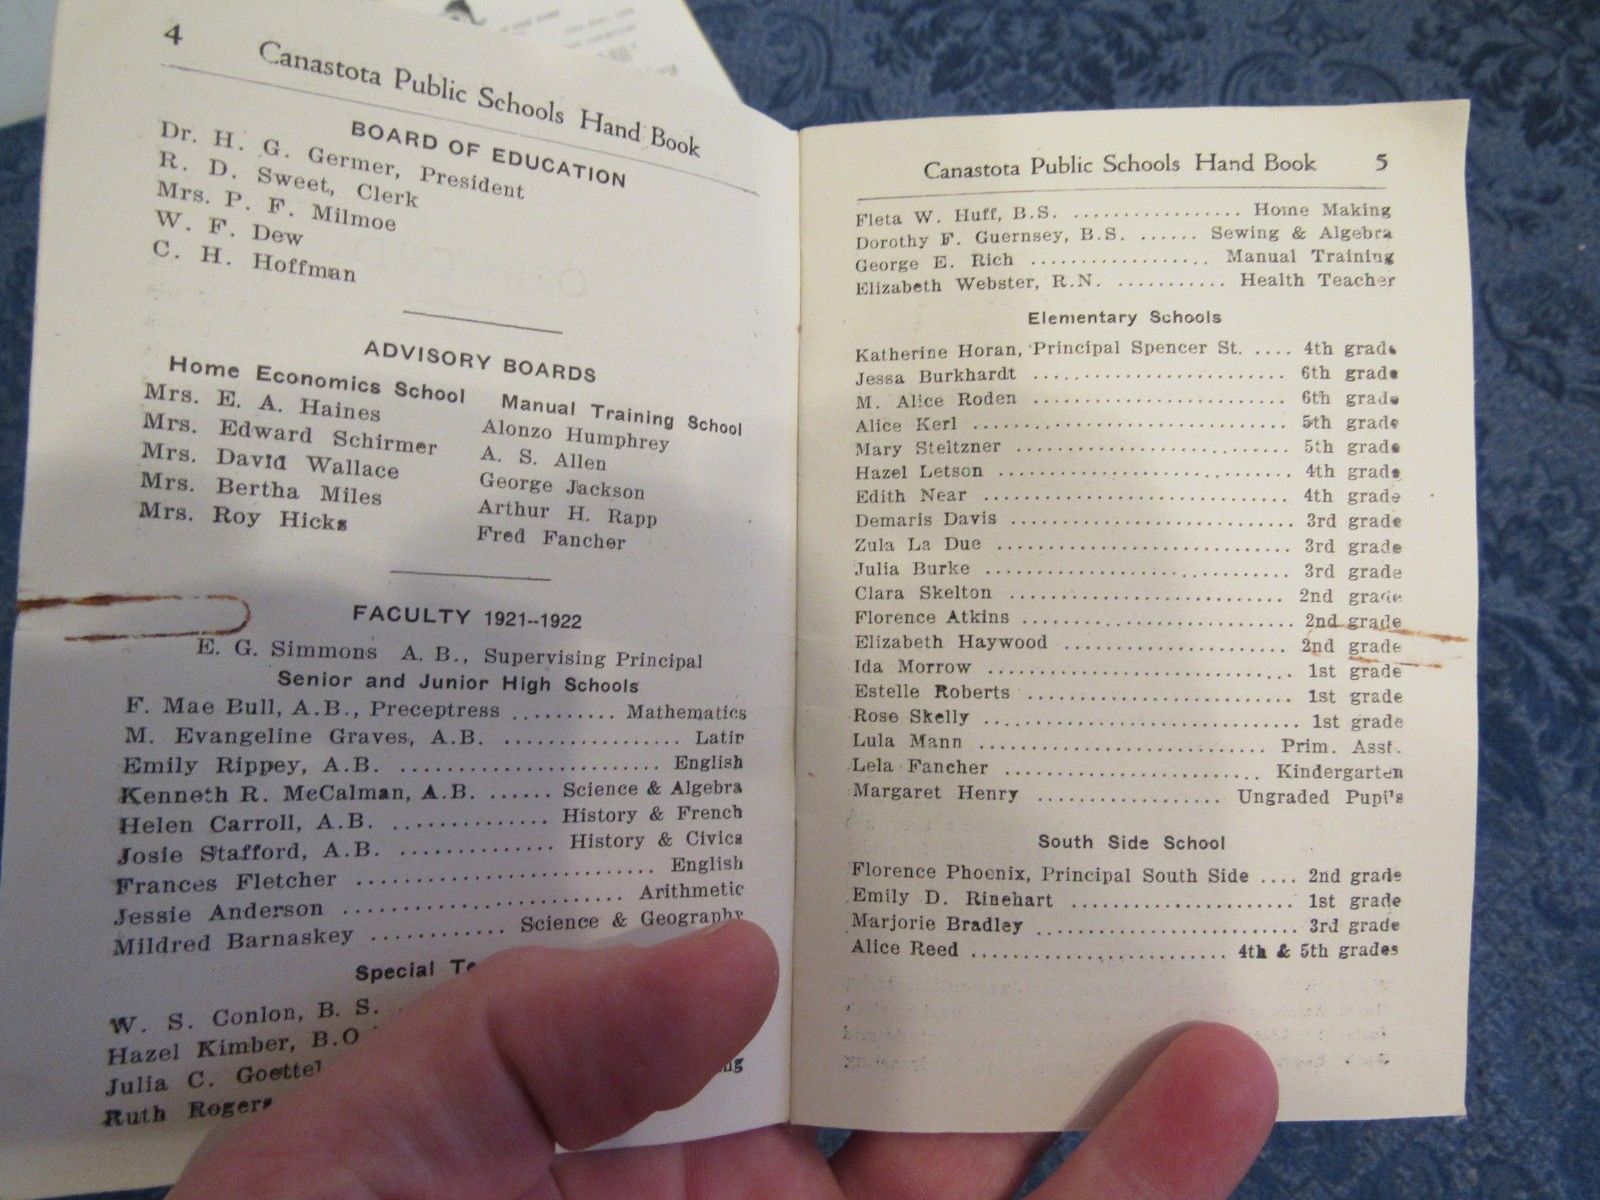 4
Canastota Public Schools Hand Book
BOARD OF EDUCATION
Dr. H. G. Germer, President
R. D. Sweet, Clerk
Mrs. P. F. Milmoe
W. F. Dew
C. H. Hoffman
ADVISORY BOARDS
Home Economics School
Mrs. E. A. Haines
Mrs. Edward Schirmer
Mrs. David Wallace
Mrs. Bertha Miles
Mrs. Roy Hicks
Manual Training School
Alonzo Humphrey
A. S. Allen
George Jackson
Arthur H. Rapp
Fred Fancher
FACULTY 1921--1922
E. G. Simmons A. B., Supervising Principal
Senior and Junior High Schools
F. Mae Bull, A.B., Preceptress .......... Mathematics
M. Evangeline Graves, A.B. ................. Latin
Emily Rippey, A.B. ........................ English
Kenneth R. McCalman, A.B. ...... Science & Algebra
Helen Carroll, A.B. ............. History & French
Josie Stafford, A.B. ............. History & Civics
Frances Fletcher ............................ English
Jessie Anderson .......................... Arithmetic
Mildred Barnaskey ............ Science & Geography
Special
W. S. Conlon, B. S.
Hazel Kimber, B.O
Julia C. Goettel
Ruth Rogers
Canastota Public Schools Hand Book 5
Fleta W. Huff, B.S. ................. Home Making
Dorothy F. Guernsey, B.S. ...... Sewing & Algebra
George E. Rich .................. Manual Training
Elizabeth Webster, R.N. ........... Health Teacher
Elementary Schools
Katherine Horan, Principal Spencer St. .... 4th grade
Jessa Burkhardt .......................... 6th grade
M. Alice Roden .......................... 6th grade
Alice Kerl ................................ 5th grade
Mary Steltzner ............................ 5th grade
Hazel Letson .............................. 4th grade
Edith Near ................................ 4th grade
Demaris Davis ............................. 3rd grade
Zula La Due .............................. 3rd grade
Julia Burke ............................... 3rd grade
Clara Skelton ............................ 2nd grade
Florence Atkins ........................... 2nd grade
Elizabeth Haywood ....................... 2nd grade
Ida Morrow ............................... 1st grade
Estelle Roberts ........................... 1st grade
Rose Skelly ................................ 1st grade
Lula Mann ............................. Prim. Asst.
Lela Fancher .......................... Kindergarten
Margaret Henry .................. Ungraded Pupi's
South Side School
Florence Phoenix, Principal South Side .... 2nd grade
Emily D. Rinehart ....................... 1st grade
Marjorie Bradley .......................... 3rd grade
Alice Reed ......................... 4th & 5th grades